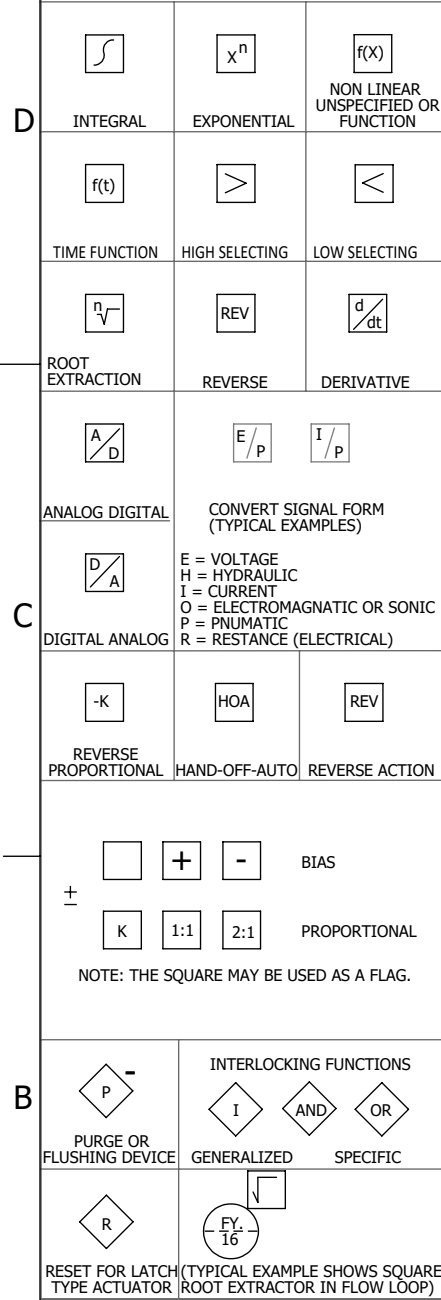 D
∫
INTEGRAL
xⁿ
EXPONENTIAL
f(X)
NON LINEAR
UNSPECIFIED OR
FUNCTION
f(t)
TIME FUNCTION
>
HIGH SELECTING
<
LOW SELECTING
n√
ROOT
EXTRACTION
REV
REVERSE
d/dt
DERIVATIVE
C
A/D
ANALOG DIGITAL
D/A
DIGITAL ANALOG
E/P I/P
CONVERT SIGNAL FORM
(TYPICAL EXAMPLES)
E = VOLTAGE
H = HYDRAULIC
I = CURRENT
O = ELECTROMAGNATIC OR SONIC
P = PNUMATIC
R = RESTANCE (ELECTRICAL)
-K
REVERSE
PROPORTIONAL
HOA
HAND-OFF-AUTO
REV
REVERSE ACTION
±
+ - BIAS
K 1:1 2:1 PROPORTIONAL
NOTE: THE SQUARE MAY BE USED AS A FLAG.
B
P -
PURGE OR
FLUSHING DEVICE
INTERLOCKING FUNCTIONS
I AND OR
GENERALIZED SPECIFIC
R
RESET FOR LATCH
TYPE ACTUATOR
√
FY.
16
(TYPICAL EXAMPLE SHOWS SQUARE
ROOT EXTRACTOR IN FLOW LOOP)